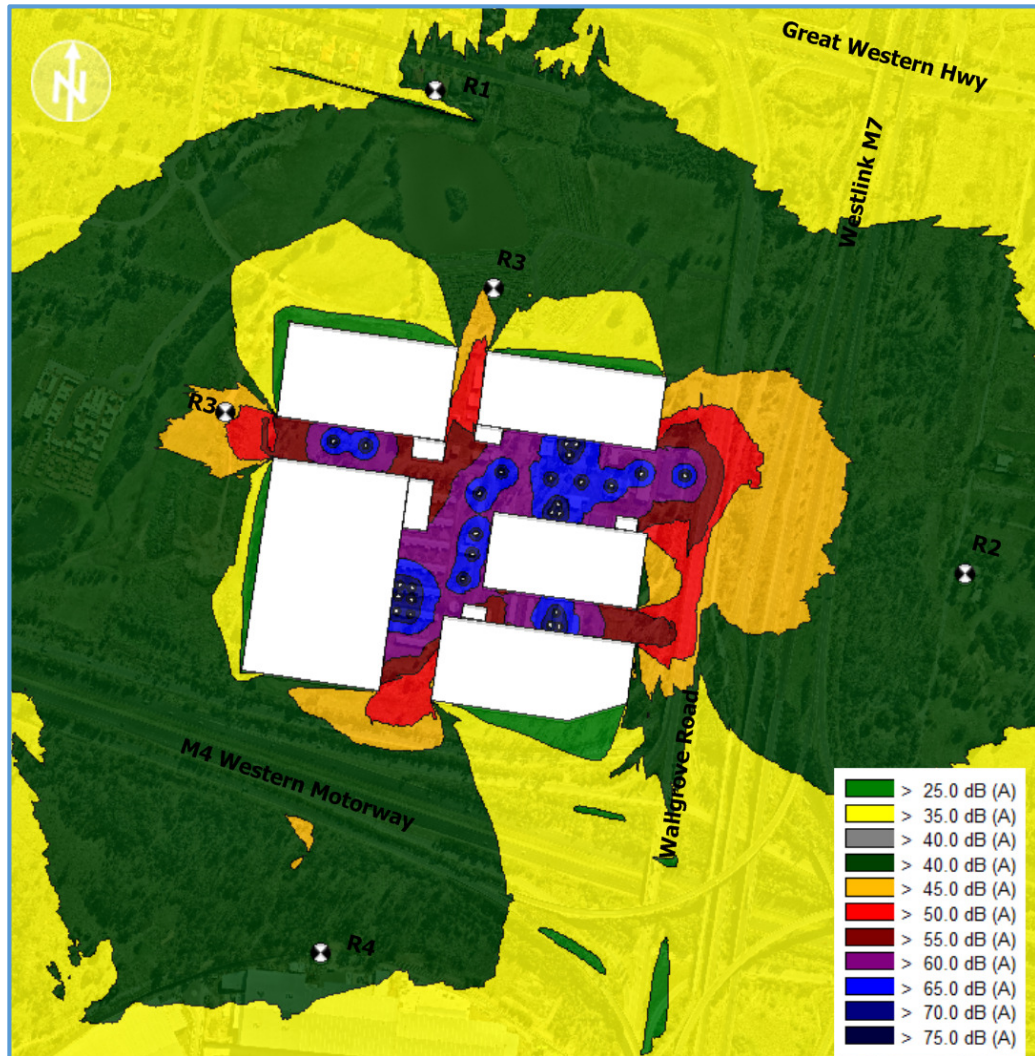 Great Western Hwy
N
R1
Westlink M7
R3
R3
R2
M4 Western Motorway
Wallgrove Road
R4
> 25.0 dB (A)
> 35.0 dB (A)
> 40.0 dB (A)
> 40.0 dB (A)
> 45.0 dB (A)
> 50.0 dB (A)
> 55.0 dB (A)
> 60.0 dB (A)
> 65.0 dB (A)
> 70.0 dB (A)
> 75.0 dB (A)